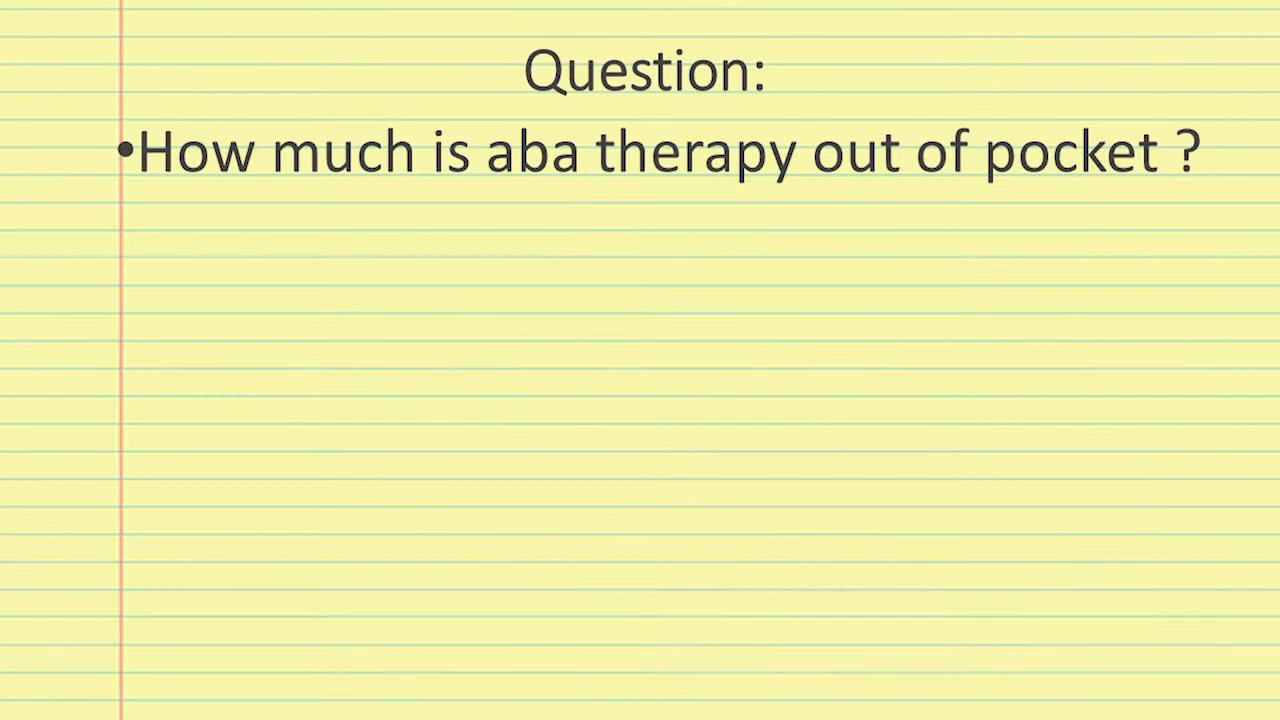 Question:
•How much is aba therapy out of pocket ?